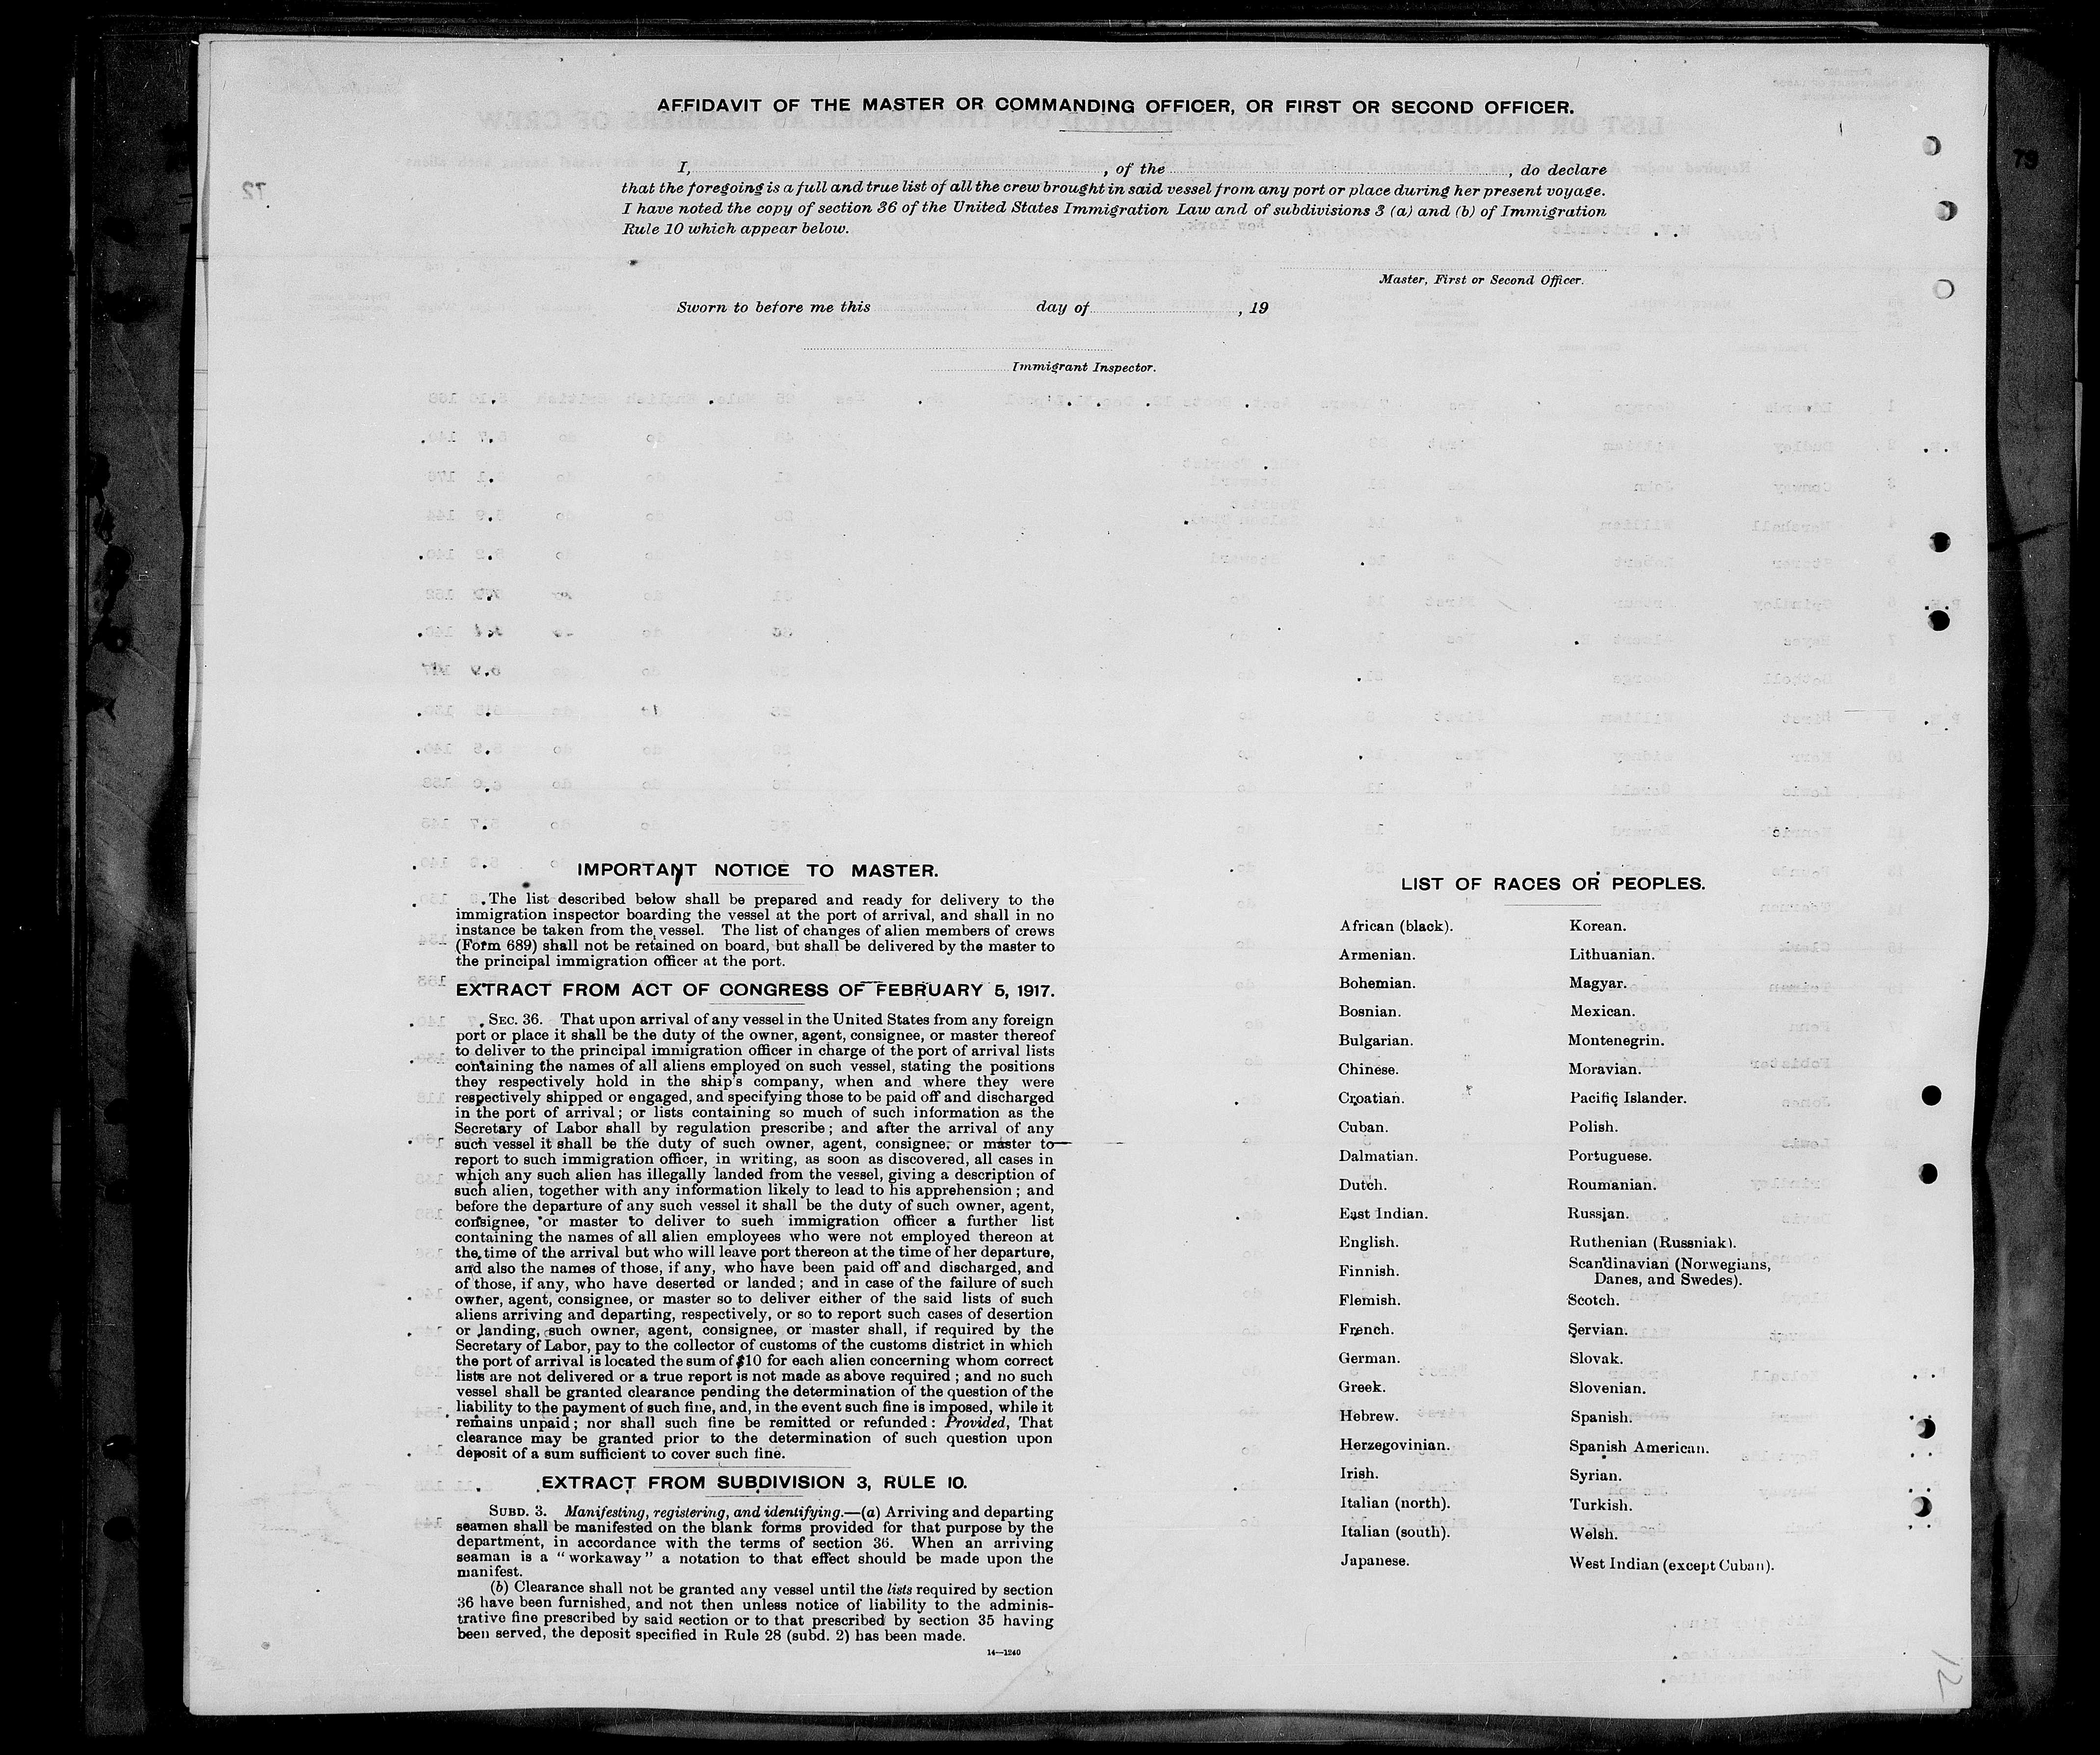 AFFIDAVIT OF THE MASTER OR COMMANDING OFFICER, OR FIRST OR SECOND OFFICER.
I, , of the , do declare
that the foregoing is a full and true list of all the crew brought in said vessel from any port or place during her present voyage.
I have noted the copy of section 36 of the United States Immigration Law and of subdivisions 3 (a) and (b) of Immigration
Rule 10 which appear below.
Master, First or Second Officer.
Sworn to before me this day of , 19
Immigrant Inspector.
79
72
IMPORTANT NOTICE TO MASTER.
The list described below shall be prepared and ready for delivery to the
immigration inspector boarding the vessel at the port of arrival, and shall in no
instance be taken from the vessel. The list of changes of alien members of crews
(Form 689) shall not be retained on board, but shall be delivered by the master to
the principal immigration officer at the port.
EXTRACT FROM ACT OF CONGRESS OF FEBRUARY 5, 1917.
SEC. 36. That upon arrival of any vessel in the United States from any foreign
port or place it shall be the duty of the owner, agent, consignee, or master thereof
to deliver to the principal immigration officer in charge of the port of arrival lists
containing the names of all aliens employed on such vessel, stating the positions
they respectively hold in the ship's company, when and where they were
respectively shipped or engaged, and specifying those to be paid off and discharged
in the port of arrival; or lists containing so much of such information as the
Secretary of Labor shall by regulation prescribe; and after the arrival of any
such vessel it shall be the duty of such owner, agent, consignee, or master to
report to such immigration officer, in writing, as soon as discovered, all cases in
which any such alien has illegally landed from the vessel, giving a description of
such alien, together with any information likely to lead to his apprehension; and
before the departure of any such vessel it shall be the duty of such owner, agent,
consignee, or master to deliver to such immigration officer a further list
containing the names of all alien employees who were not employed thereon at
the time of the arrival but who will leave port thereon at the time of her departure,
and also the names of those, if any, who have been paid off and discharged, and
of those, if any, who have deserted or landed; and in case of the failure of such
owner, agent, consignee, or master so to deliver either of the said lists of such
aliens arriving and departing, respectively, or so to report such cases of desertion
or landing, such owner, agent, consignee, or master shall, if required by the
Secretary of Labor, pay to the collector of customs of the customs district in which
the port of arrival is located the sum of $10 for each alien concerning whom correct
lists are not delivered or a true report is not made as above required; and no such
vessel shall be granted clearance pending the determination of the question of the
liability to the payment of such fine, and, in the event such fine is imposed, while it
remains unpaid; nor shall such fine be remitted or refunded: Provided, That
clearance may be granted prior to the determination of such question upon
deposit of a sum sufficient to cover such fine.
EXTRACT FROM SUBDIVISION 3, RULE 10.
SUBD. 3. Manifesting, registering, and identifying.—(a) Arriving and departing
seamen shall be manifested on the blank forms provided for that purpose by the
department, in accordance with the terms of section 36. When an arriving
seaman is a "workaway" a notation to that effect should be made upon the
manifest.
(b) Clearance shall not be granted any vessel until the lists required by section
36 have been furnished, and not then unless notice of liability to the adminis-
trative fine prescribed by said section or to that prescribed by section 35 having
been served, the deposit specified in Rule 28 (subd. 2) has been made.
14—1240
LIST OF RACES OR PEOPLES.
African (black).
Armenian.
Bohemian.
Bosnian.
Bulgarian.
Chinese.
Croatian.
Cuban.
Dalmatian.
Dutch.
East Indian.
English.
Finnish.
Flemish.
French.
German.
Greek.
Hebrew.
Herzegovinian.
Irish.
Italian (north).
Italian (south).
Japanese.
Korean.
Lithuanian.
Magyar.
Mexican.
Montenegrin.
Moravian.
Pacific Islander.
Polish.
Portuguese.
Roumanian.
Russian.
Ruthenian (Russniak).
Scandinavian (Norwegians,
Danes, and Swedes).
Scotch.
Servian.
Slovak.
Slovenian.
Spanish.
Spanish American.
Syrian.
Turkish.
Welsh.
West Indian (except Cuban).
12